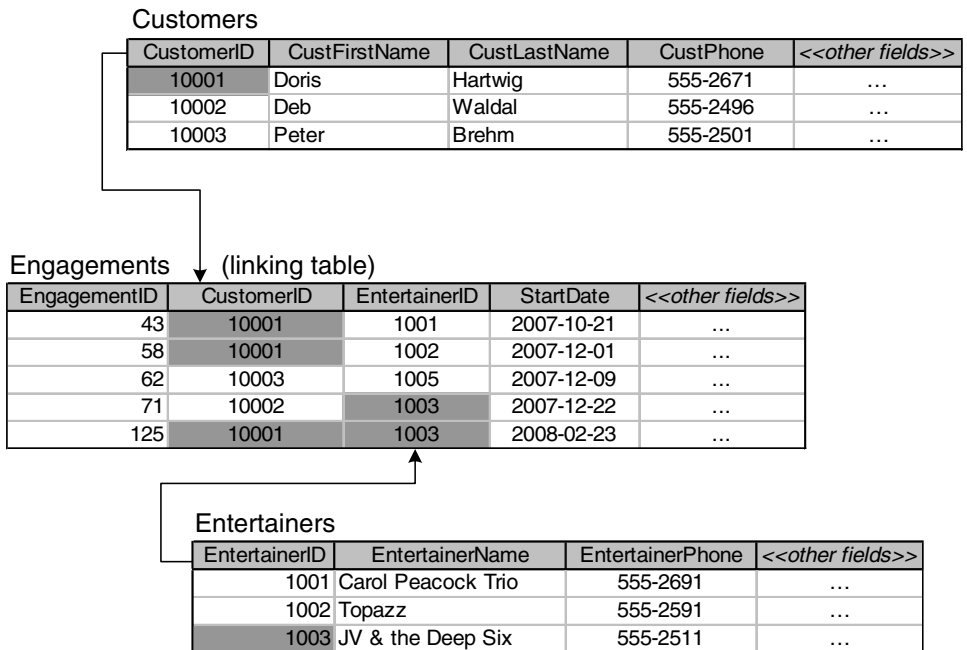 Customers
CustomerID CustFirstName CustLastName CustPhone <<other fields>>
10001 Doris Hartwig 555-2671 …
10002 Deb Waldal 555-2496 …
10003 Peter Brehm 555-2501 …
Engagements (linking table)
EngagementID CustomerID EntertainerID StartDate <<other fields>>
43 10001 1001 2007-10-21 …
58 10001 1002 2007-12-01 …
62 10003 1005 2007-12-09 …
71 10002 1003 2007-12-22 …
125 10001 1003 2008-02-23 …
Entertainers
EntertainerID EntertainerName EntertainerPhone <<other fields>>
1001 Carol Peacock Trio 555-2691 …
1002 Topazz 555-2591 …
1003 JV & the Deep Six 555-2511 …